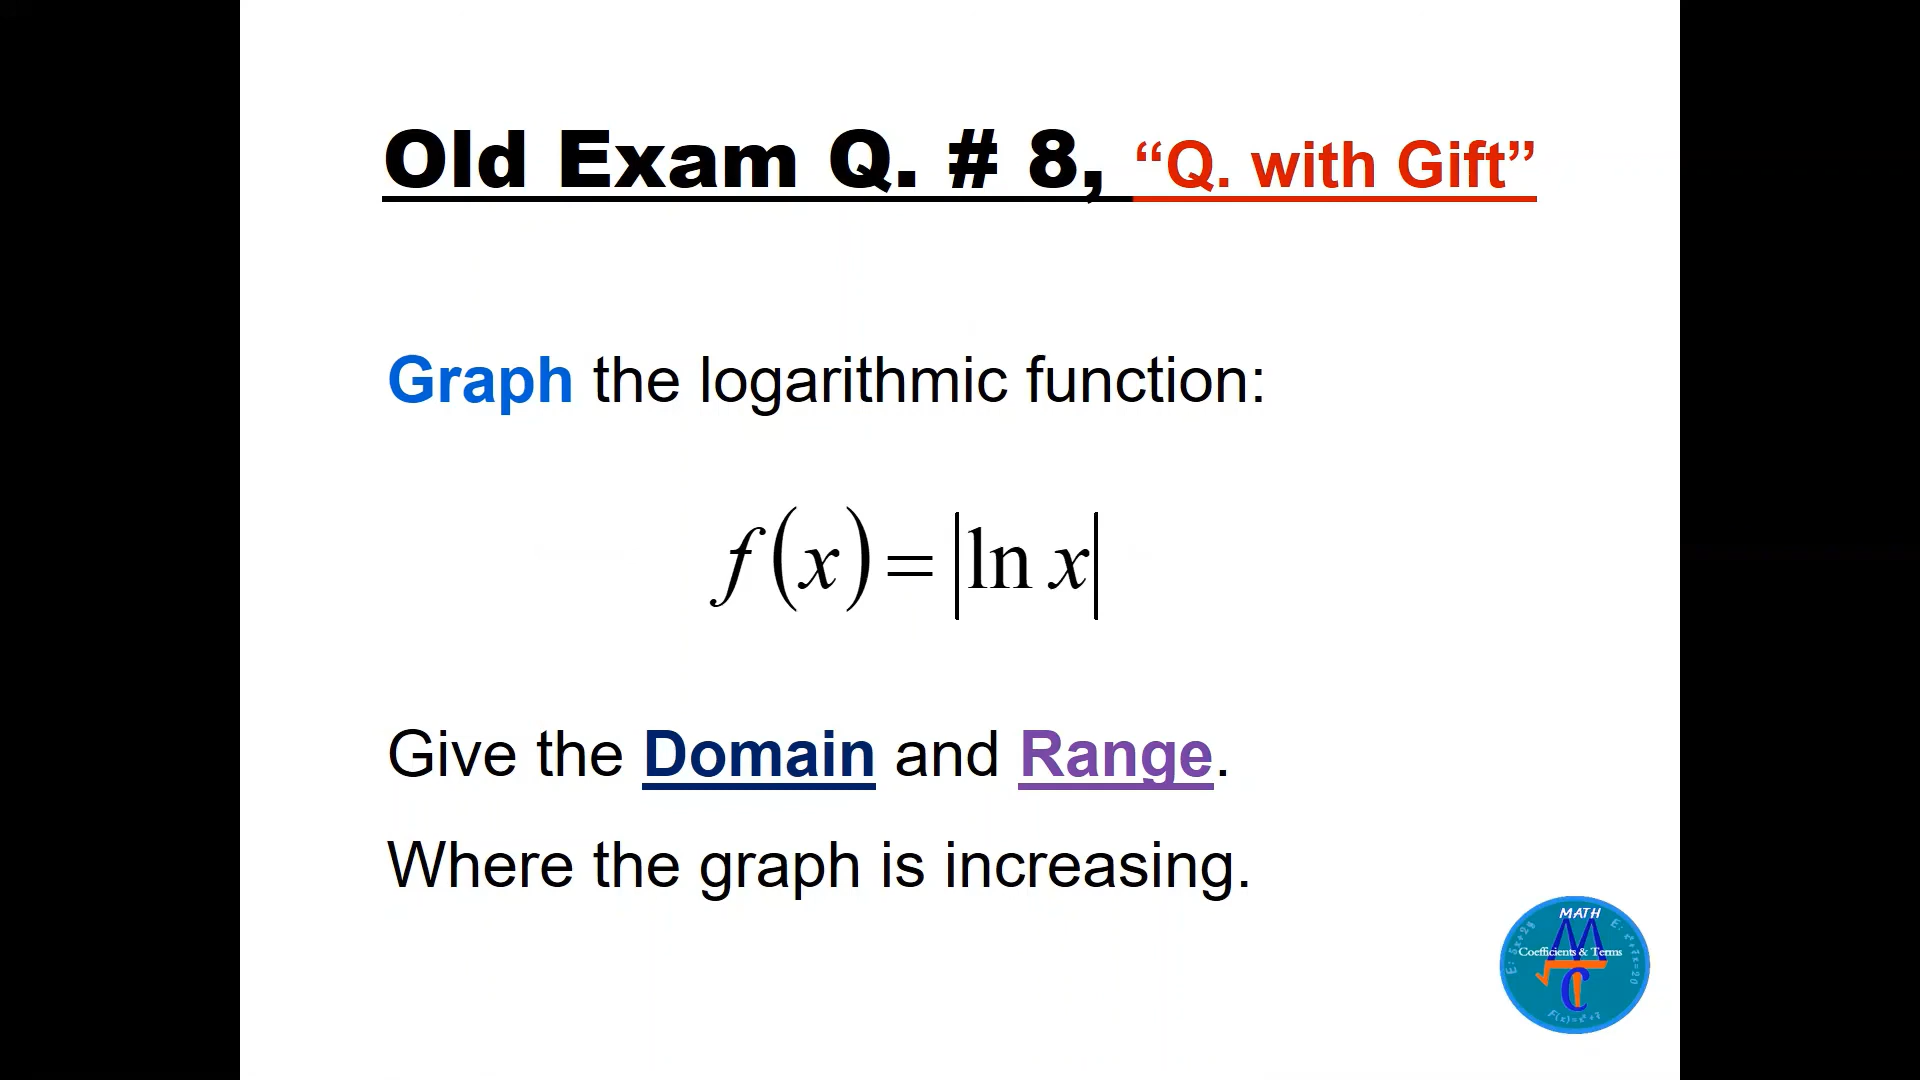 Old Exam Q. # 8, “Q. with Gift”
Graph the logarithmic function:
f(x) = |ln x|
Give the Domain and Range.
Where the graph is increasing.
MATH
Coefficients & Terms